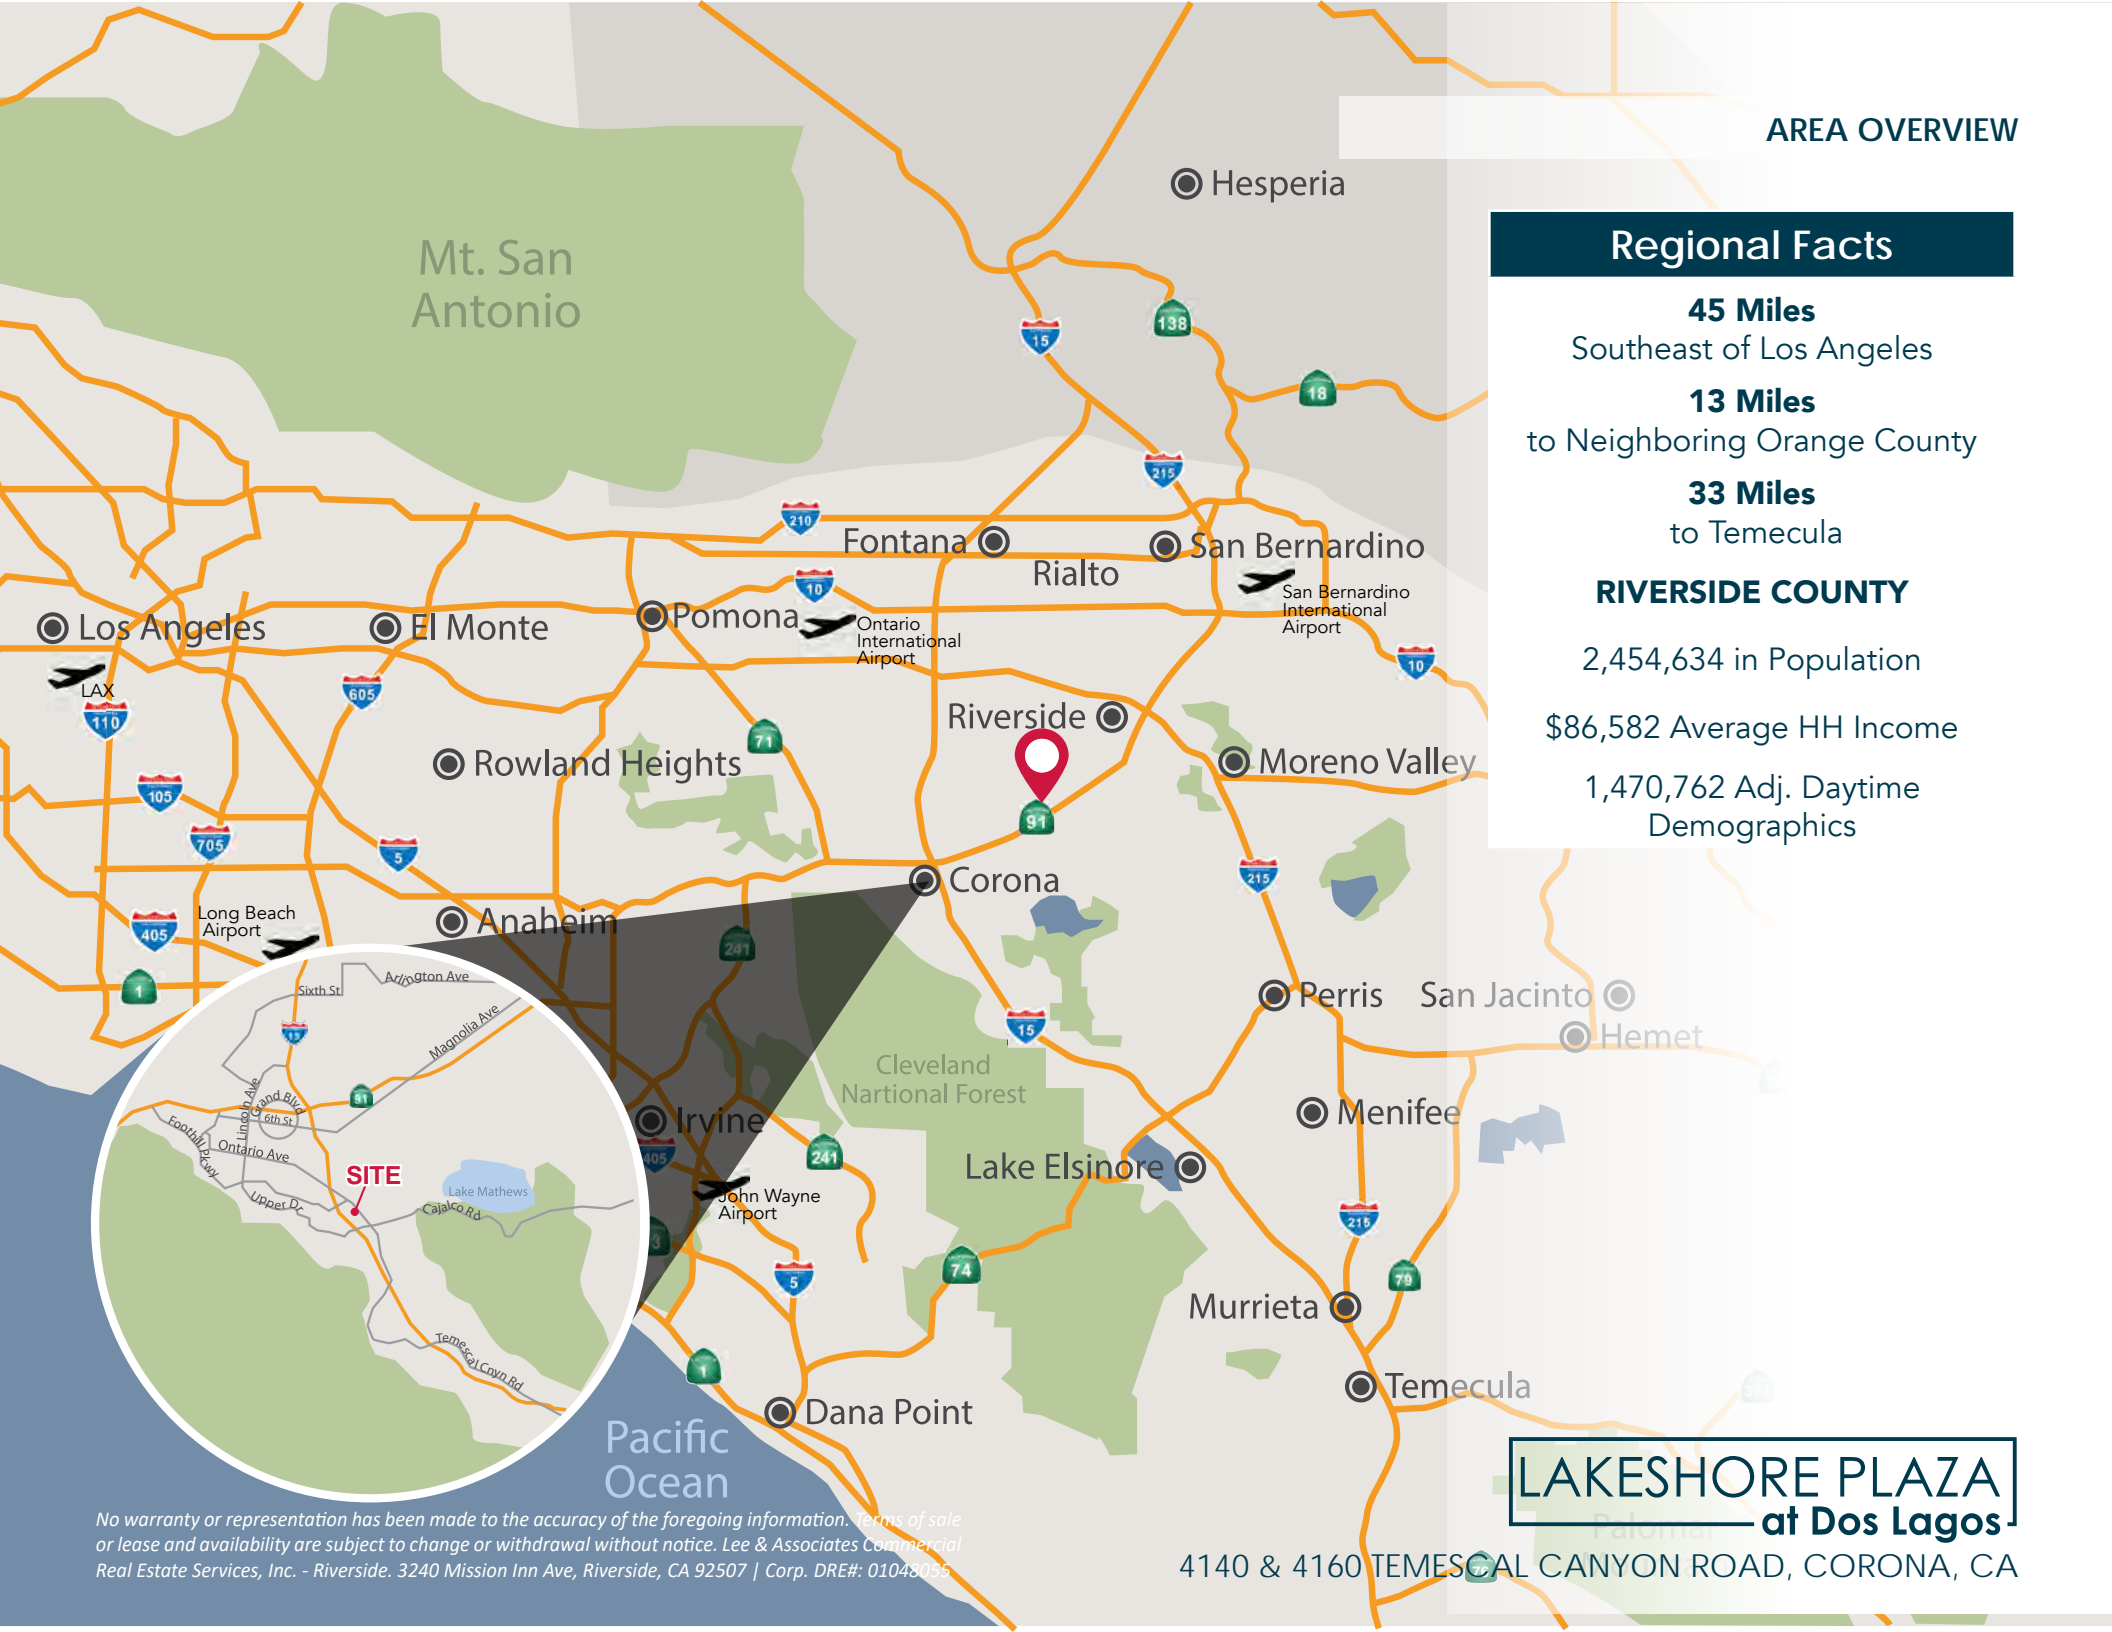 AREA OVERVIEW
Regional Facts
45 Miles
Southeast of Los Angeles
13 Miles
to Neighboring Orange County
33 Miles
to Temecula
RIVERSIDE COUNTY
2,454,634 in Population
$86,582 Average HH Income
1,470,762 Adj. Daytime
Demographics
Hesperia
Mt. San
Antonio
15
138
18
215
210
Fontana
San Bernardino
Rialto
10
San Bernardino
International
Airport
Los Angeles
El Monte
Pomona
Ontario
International
Airport
10
LAX
110
605
Riverside
71
Rowland Heights
Moreno Valley
105
91
705
5
215
Corona
Long Beach
Airport
405
Anaheim
241
1
Perris
San Jacinto
15
Hemet
Cleveland
Nartional Forest
Irvine
Menifee
405
241
Lake Elsinore
John Wayne
Airport
215
3
74
5
79
Murrieta
1
Temecula
371
Dana Point
Pacific
Ocean
Arlington Ave
Sixth St
15
Magnolia Ave
91
Lincoln Ave
Grand Blvd
6th St
Foothill Pkwy
Ontario Ave
SITE
Lake Mathews
Upper Dr
Cajalco Rd
Temescal Cnyn Rd
LAKESHORE PLAZA
at Dos Lagos
Palomar
76
4140 & 4160 TEMESCAL CANYON ROAD, CORONA, CA
No warranty or representation has been made to the accuracy of the foregoing information. Terms of sale
or lease and availability are subject to change or withdrawal without notice. Lee & Associates Commercial
Real Estate Services, Inc. - Riverside. 3240 Mission Inn Ave, Riverside, CA 92507 | Corp. DRE#: 01048055